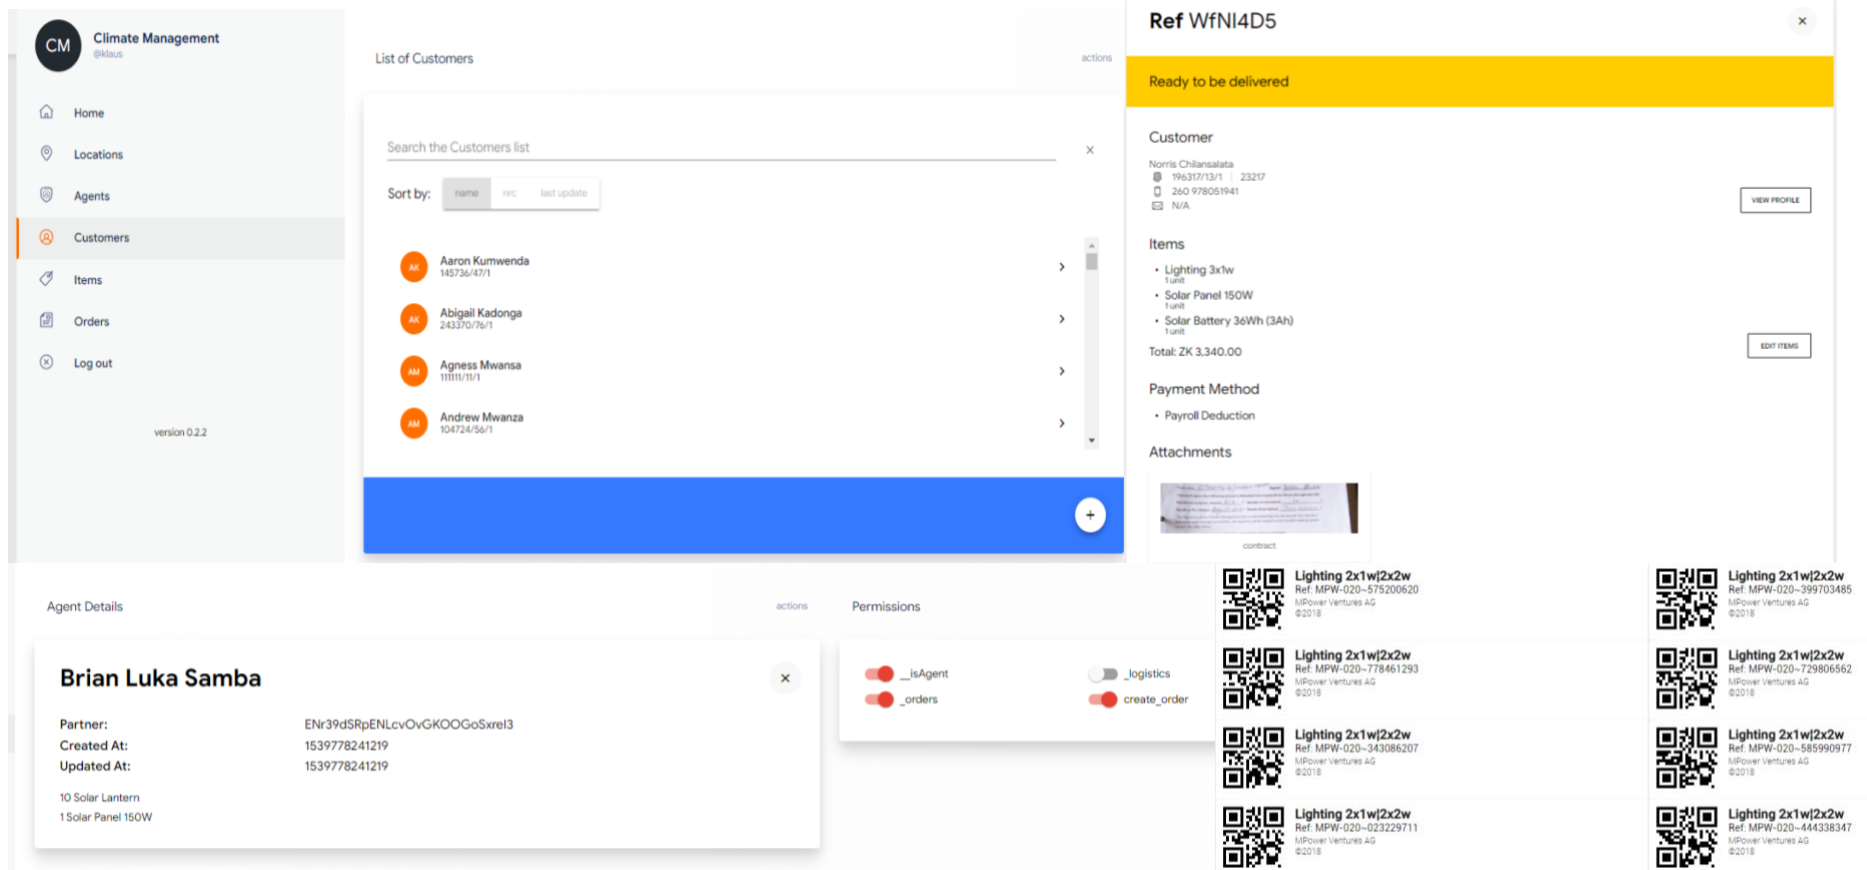 CM
Climate Management
@klaus
Home
Locations
Agents
Customers
Items
Orders
Log out
version 0.2.2
List of Customers
actions
Search the Customers list
Sort by:
name
nrc
last update
AK
Aaron Kumwenda
145736/47/1
AK
Abigail Kadonga
243370/76/1
AM
Agness Mwansa
111111/11/1
AM
Andrew Mwanza
104724/56/1
+
Ref WfNI4D5
Ready to be delivered
Customer
Norris Chilansalata
196317/13/1 | 23217
260 978051941
N/A
VIEW PROFILE
Items
• Lighting 3x1w
1 unit
• Solar Panel 150W
1 unit
• Solar Battery 36Wh (3Ah)
1 unit
Total: ZK 3,340.00
EDIT ITEMS
Payment Method
• Payroll Deduction
Attachments
contract
Agent Details
actions
Brian Luka Samba
Partner: ENr39dSRpENLcvOvGKOOGoSxreI3
Created At: 1539778241219
Updated At: 1539778241219
10 Solar Lantern
1 Solar Panel 150W
Permissions
__isAgent
_logistics
_orders
create_order
Lighting 2x1w|2x2w
Ref: MPW-020~575200620
MPower Ventures AG
©2018
Lighting 2x1w|2x2w
Ref: MPW-020~399703485
MPower Ventures AG
©2018
Lighting 2x1w|2x2w
Ref: MPW-020~778461293
MPower Ventures AG
©2018
Lighting 2x1w|2x2w
Ref: MPW-020~729806562
MPower Ventures AG
©2018
Lighting 2x1w|2x2w
Ref: MPW-020~343086207
MPower Ventures AG
©2018
Lighting 2x1w|2x2w
Ref: MPW-020~585990977
MPower Ventures AG
©2018
Lighting 2x1w|2x2w
Ref: MPW-020~023229711
MPower Ventures AG
©2018
Lighting 2x1w|2x2w
Ref: MPW-020~444338347
MPower Ventures AG
©2018